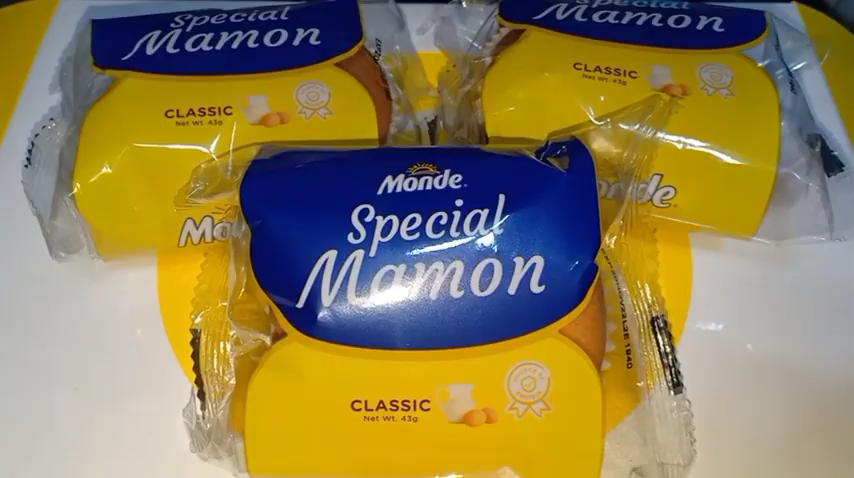 Special
Mamon
CLASSIC
Net Wt. 43g
Special
Mamon
CLASSIC
Net Wt. 43g
Monde
Special
Mamon
CLASSIC
Net Wt. 43g